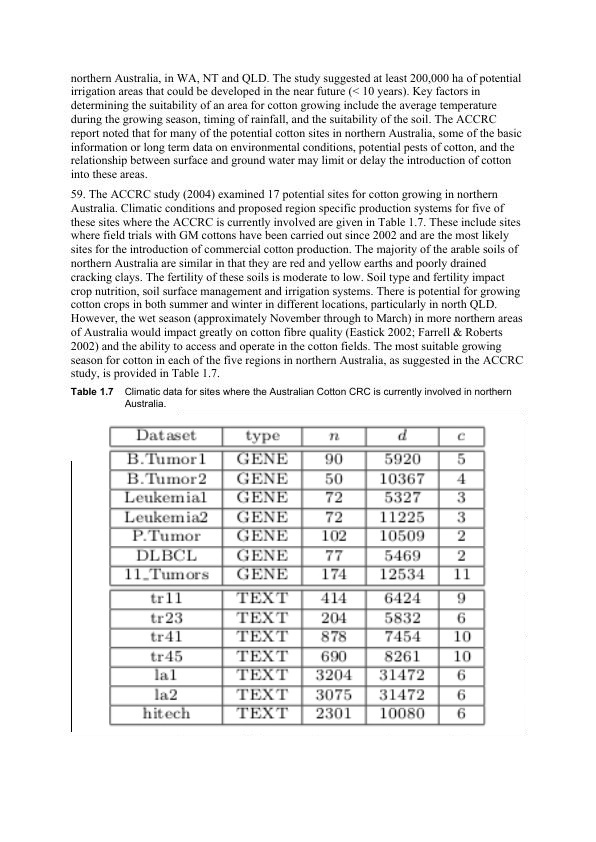 northern Australia, in WA, NT and QLD. The study suggested at least 200,000 ha of potential
irrigation areas that could be developed in the near future (< 10 years). Key factors in
determining the suitability of an area for cotton growing include the average temperature
during the growing season, timing of rainfall, and the suitability of the soil. The ACCRC
report noted that for many of the potential cotton sites in northern Australia, some of the basic
information or long term data on environmental conditions, potential pests of cotton, and the
relationship between surface and ground water may limit or delay the introduction of cotton
into these areas.
59. The ACCRC study (2004) examined 17 potential sites for cotton growing in northern
Australia. Climatic conditions and proposed region specific production systems for five of
these sites where the ACCRC is currently involved are given in Table 1.7. These include sites
where field trials with GM cottons have been carried out since 2002 and are the most likely
sites for the introduction of commercial cotton production. The majority of the arable soils of
northern Australia are similar in that they are red and yellow earths and poorly drained
cracking clays. The fertility of these soils is moderate to low. Soil type and fertility impact
crop nutrition, soil surface management and irrigation systems. There is potential for growing
cotton crops in both summer and winter in different locations, particularly in north QLD.
However, the wet season (approximately November through to March) in more northern areas
of Australia would impact greatly on cotton fibre quality (Eastick 2002; Farrell & Roberts
2002) and the ability to access and operate in the cotton fields. The most suitable growing
season for cotton in each of the five regions in northern Australia, as suggested in the ACCRC
study, is provided in Table 1.7.
Table 1.7 Climatic data for sites where the Australian Cotton CRC is currently involved in northern
Australia.
Dataset type n d c
B.Tumor1 GENE 90 5920 5
B.Tumor2 GENE 50 10367 4
Leukemia1 GENE 72 5327 3
Leukemia2 GENE 72 11225 3
P.Tumor GENE 102 10509 2
DLBCL GENE 77 5469 2
11_Tumors GENE 174 12534 11
tr11 TEXT 414 6424 9
tr23 TEXT 204 5832 6
tr41 TEXT 878 7454 10
tr45 TEXT 690 8261 10
la1 TEXT 3204 31472 6
la2 TEXT 3075 31472 6
hitech TEXT 2301 10080 6